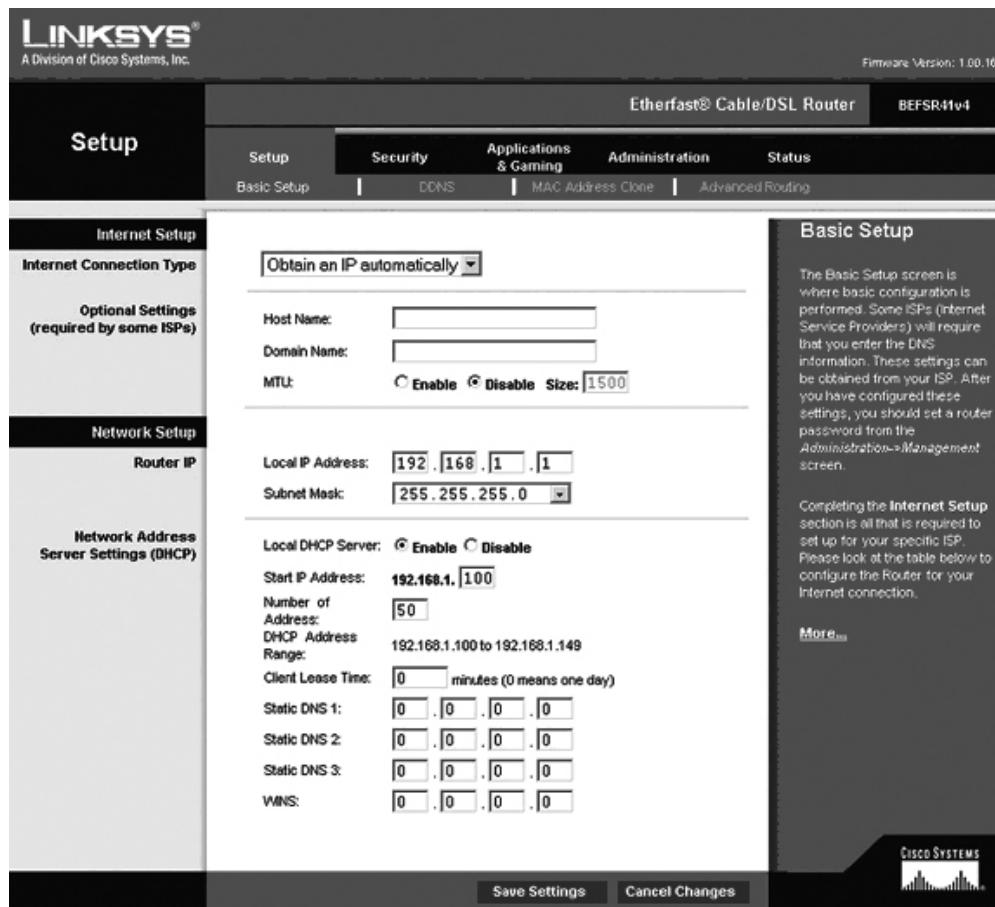 LINKSYS®
A Division of Cisco Systems, Inc.
Firmware Version: 1.00.16
Etherfast® Cable/DSL Router
BEFSR41v4
Setup
Setup
Security
Applications
& Gaming
Administration
Status
Basic Setup
DDNS
MAC Address Clone
Advanced Routing
Internet Setup
Internet Connection Type
Obtain an IP automatically
Optional Settings
(required by some ISPs)
Host Name:
Domain Name:
MTU: Enable Disable Size: 1500
Network Setup
Router IP
Local IP Address: 192 . 168 . 1 . 1
Subnet Mask: 255.255.255.0
Network Address
Server Settings (DHCP)
Local DHCP Server: Enable Disable
Start IP Address: 192.168.1. 100
Number of
Address: 50
DHCP Address
Range: 192.168.1.100 to 192.168.1.149
Client Lease Time: 0 minutes (0 means one day)
Static DNS 1: 0 . 0 . 0 . 0
Static DNS 2: 0 . 0 . 0 . 0
Static DNS 3: 0 . 0 . 0 . 0
WINS: 0 . 0 . 0 . 0
Basic Setup
The Basic Setup screen is
where basic configuration is
performed. Some ISPs (Internet
Service Providers) will require
that you enter the DNS
information. These settings can
be obtained from your ISP. After
you have configured these
settings, you should set a router
password from the
Administration->Management
screen.
Completing the Internet Setup
section is all that is required to
set up for your specific ISP.
Please look at the table below to
configure the Router for your
Internet connection.
More...
Save Settings
Cancel Changes
CISCO SYSTEMS